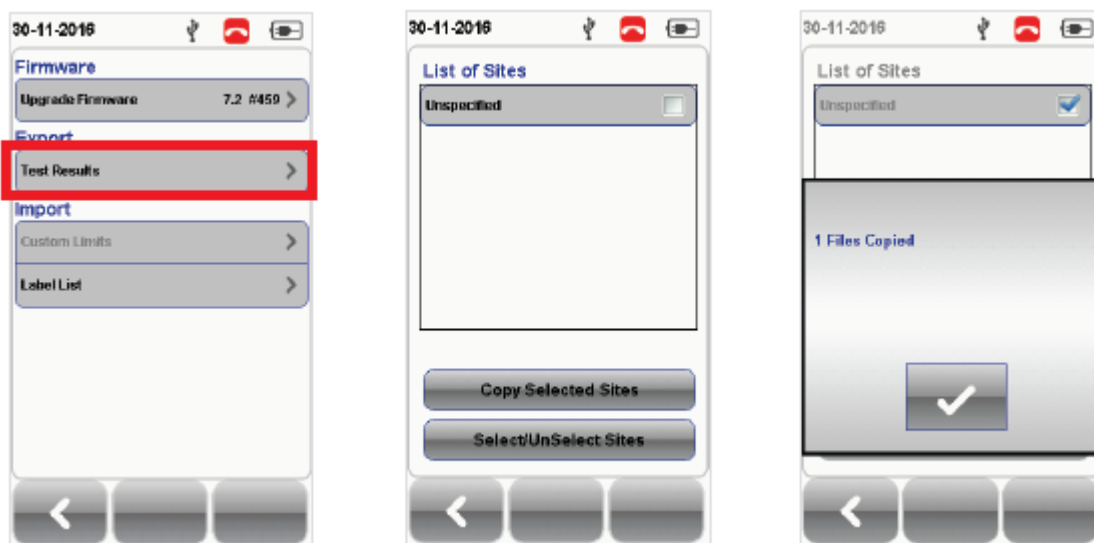 30-11-2016
Firmware
Upgrade Firmware 7.2 #459
Export
Test Results
Import
Custom Limits
Label List
30-11-2016
List of Sites
Unspecified
Copy Selected Sites
Select/UnSelect Sites
30-11-2016
List of Sites
Unspecified
1 Files Copied